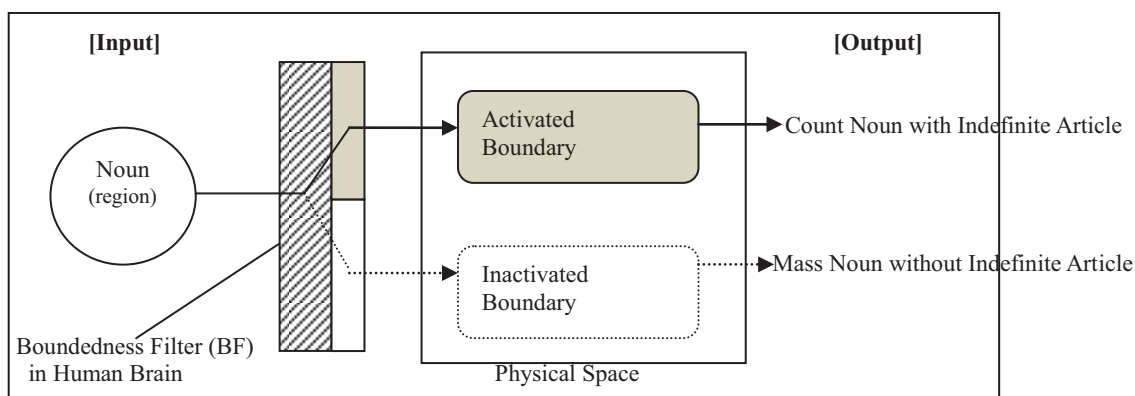 [Input]
[Output]
Noun
(region)
Activated
Boundary
Count Noun with Indefinite Article
Inactivated
Boundary
Mass Noun without Indefinite Article
Boundedness Filter (BF)
in Human Brain
Physical Space